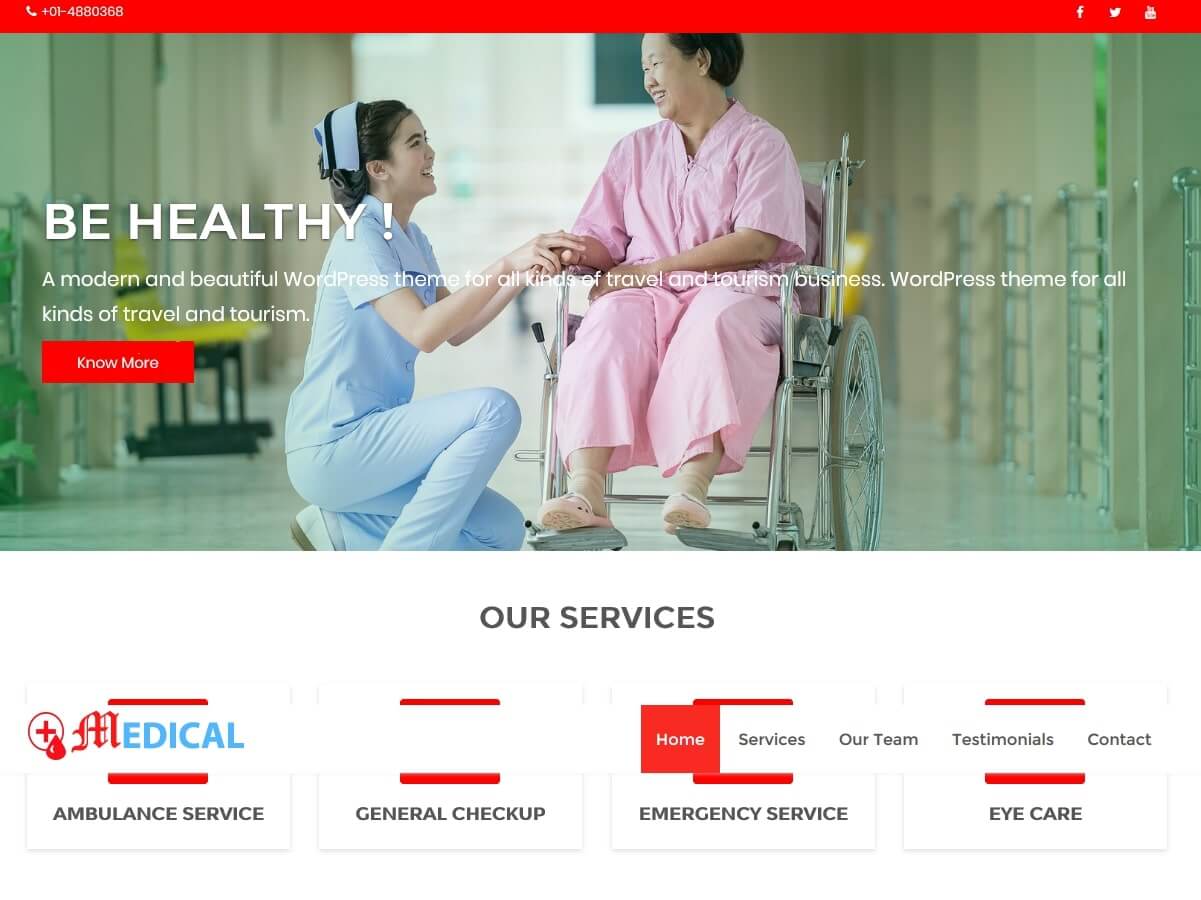 +01-4880368
BE HEALTHY !
A modern and beautiful WordPress theme for all kinds of travel and tourism business. WordPress theme for all
kinds of travel and tourism.
Know More
OUR SERVICES
MEDICAL
Home Services Our Team Testimonials Contact
AMBULANCE SERVICE GENERAL CHECKUP EMERGENCY SERVICE EYE CARE